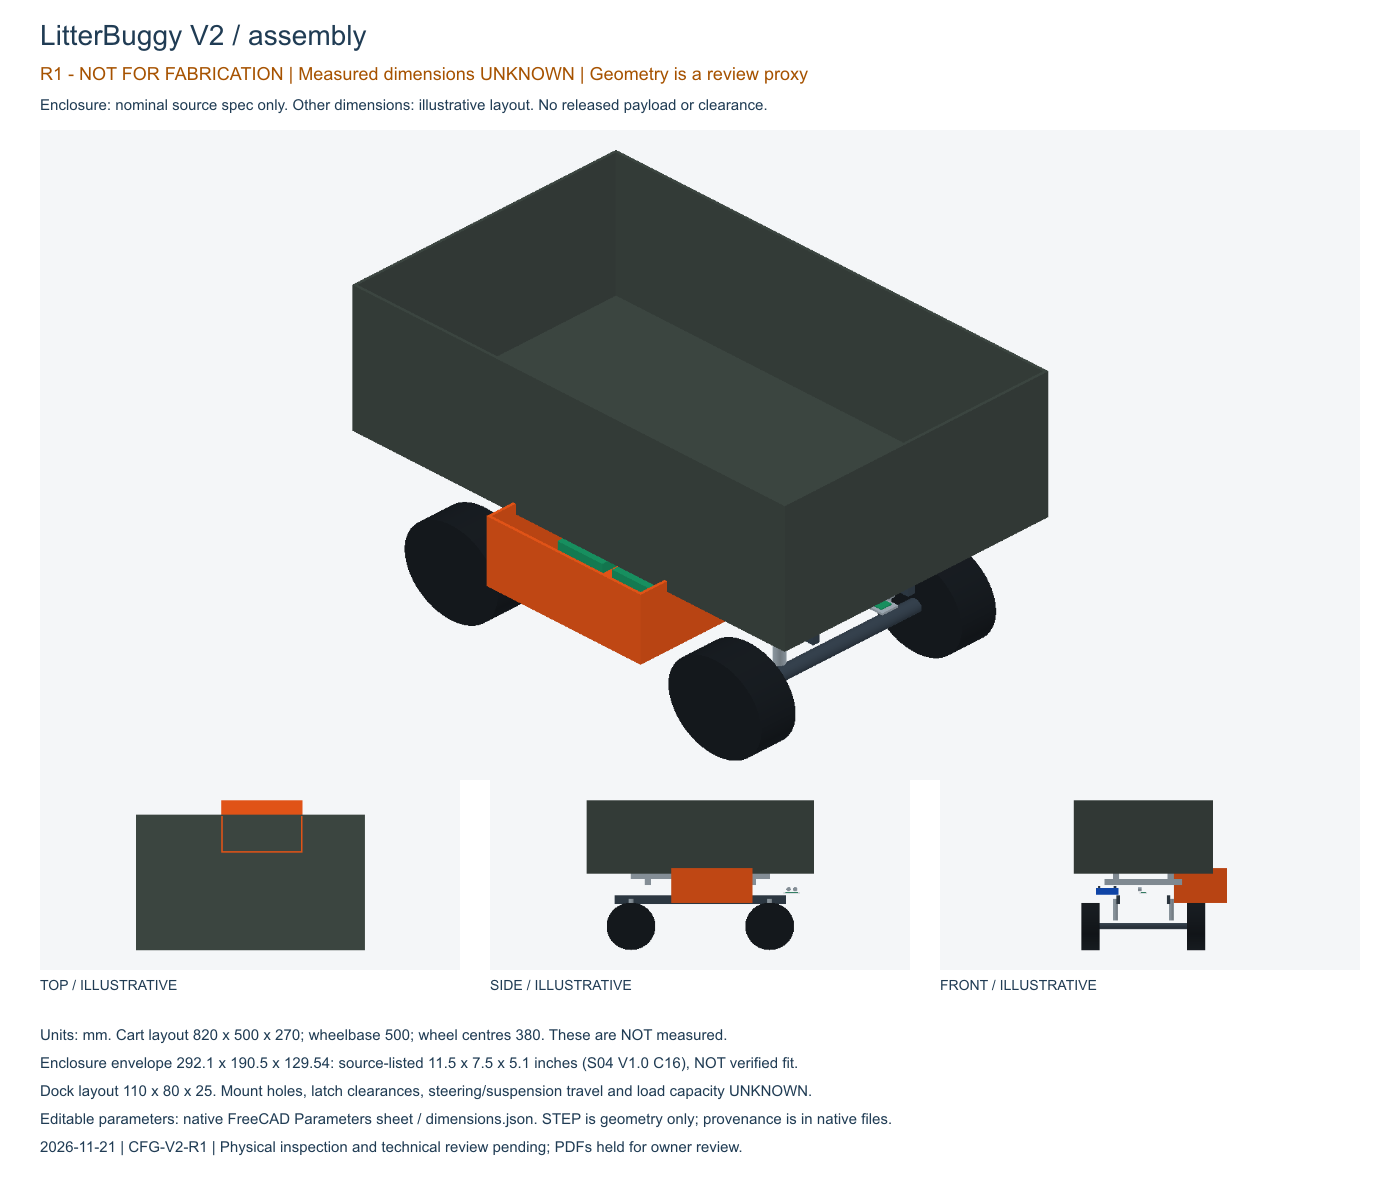 LitterBuggy V2 / assembly
R1 - NOT FOR FABRICATION | Measured dimensions UNKNOWN | Geometry is a review proxy
Enclosure: nominal source spec only. Other dimensions: illustrative layout. No released payload or clearance.
TOP / ILLUSTRATIVE
SIDE / ILLUSTRATIVE
FRONT / ILLUSTRATIVE
Units: mm. Cart layout 820 x 500 x 270; wheelbase 500; wheel centres 380. These are NOT measured.
Enclosure envelope 292.1 x 190.5 x 129.54: source-listed 11.5 x 7.5 x 5.1 inches (S04 V1.0 C16), NOT verified fit.
Dock layout 110 x 80 x 25. Mount holes, latch clearances, steering/suspension travel and load capacity UNKNOWN.
Editable parameters: native FreeCAD Parameters sheet / dimensions.json. STEP is geometry only; provenance is in native files.
2026-11-21 | CFG-V2-R1 | Physical inspection and technical review pending; PDFs held for owner review.